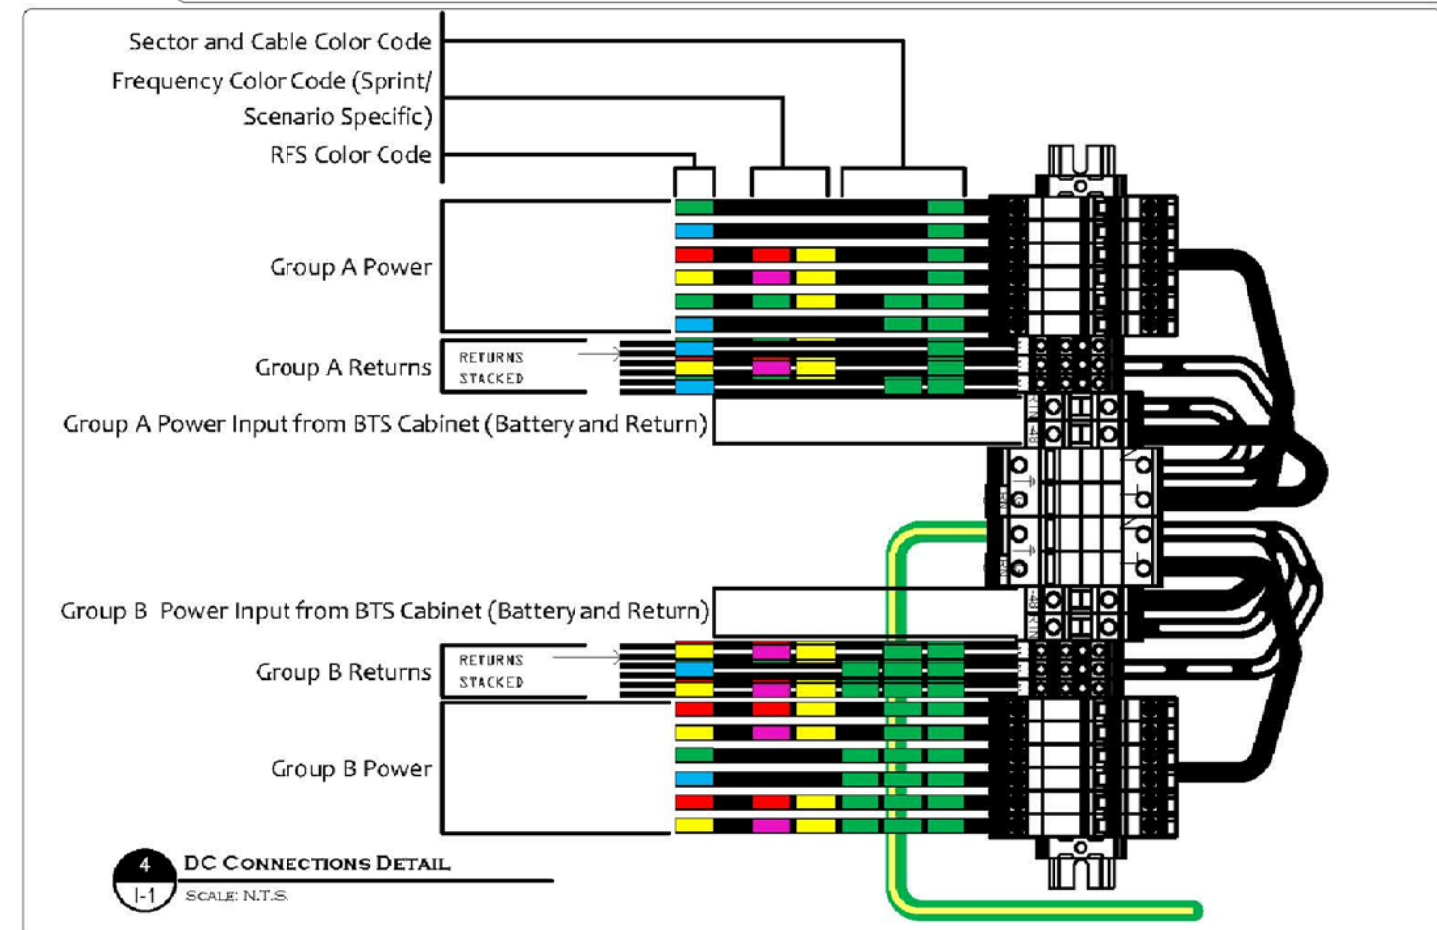 Sector and Cable Color Code
Frequency Color Code (Sprint/
Scenario Specific)
RFS Color Code
Group A Power
Group A Returns
RETURNS
STACKED
Group A Power Input from BTS Cabinet (Battery and Return)
Group B Power Input from BTS Cabinet (Battery and Return)
Group B Returns
RETURNS
STACKED
Group B Power
4
I-1
DC CONNECTIONS DETAIL
SCALE: N.T.S.